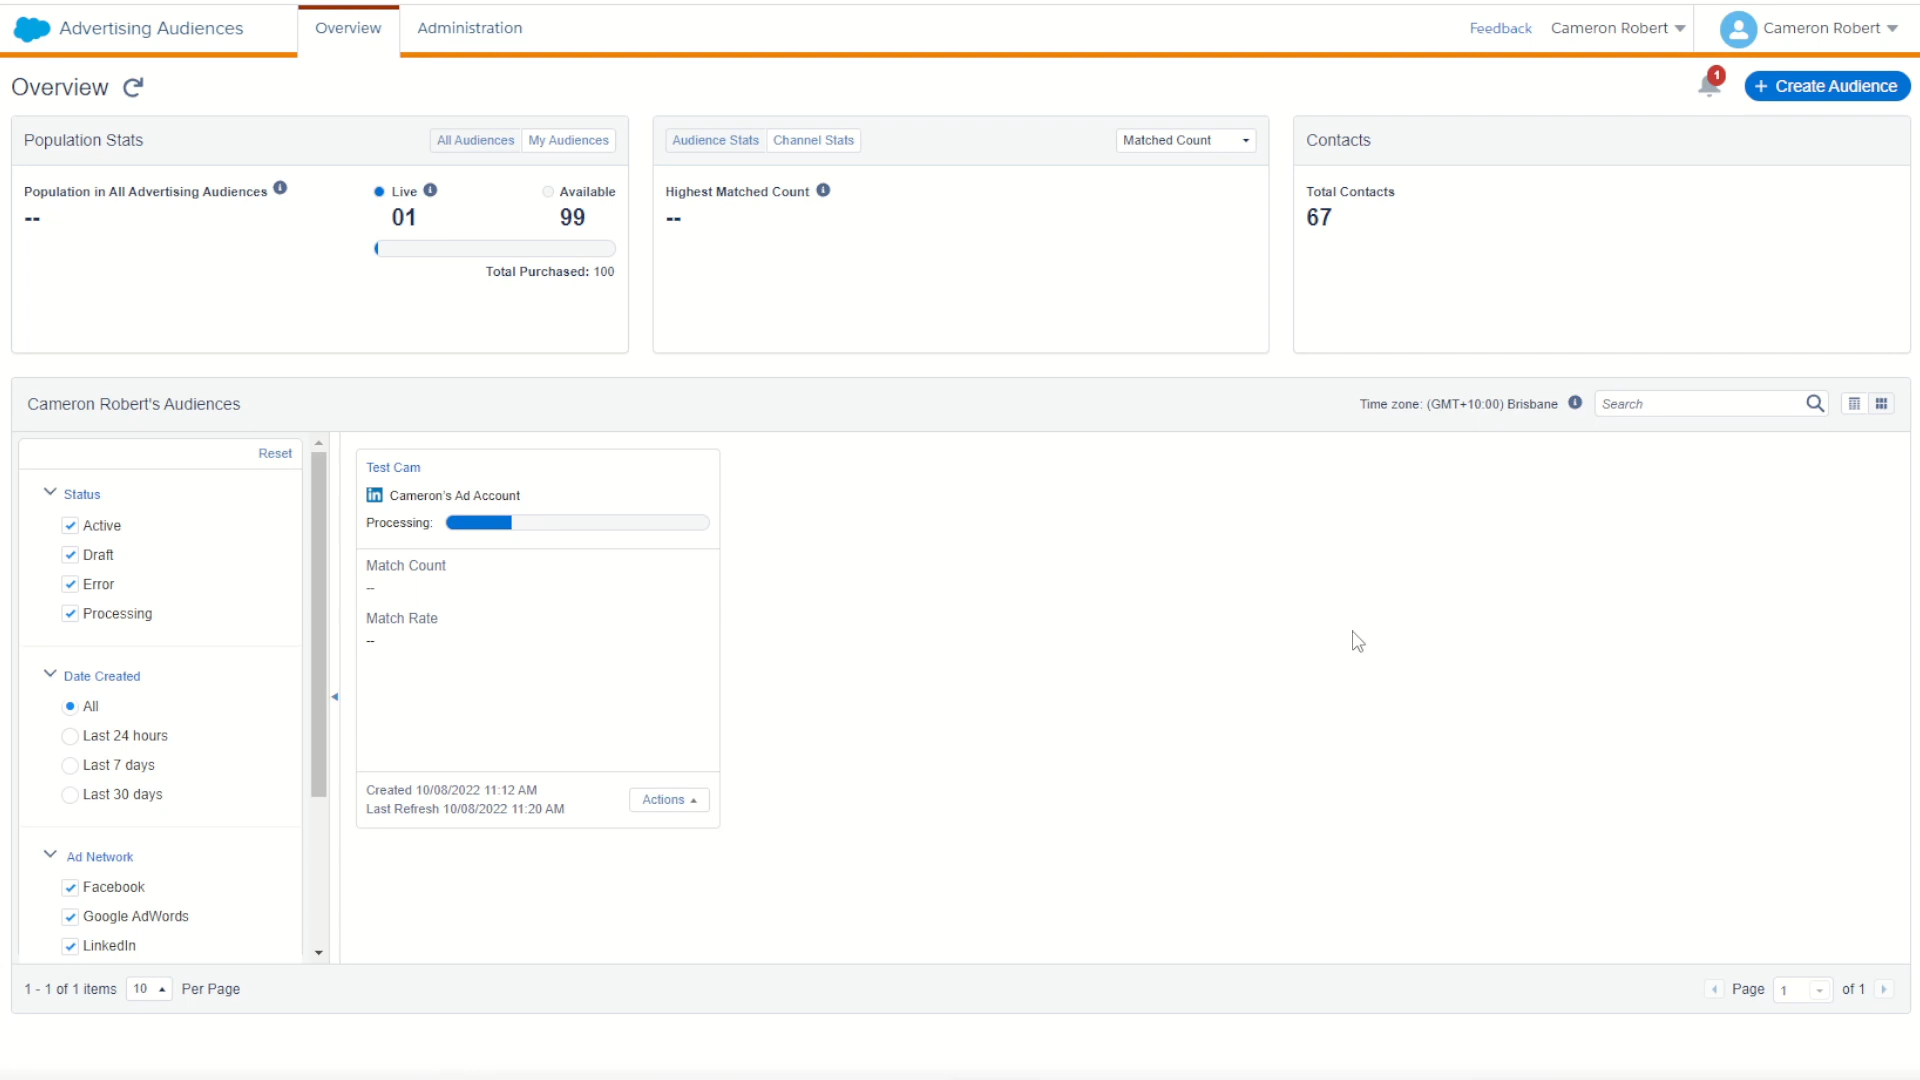 Advertising Audiences
Overview
Administration
Feedback
Cameron Robert
Cameron Robert
Overview
1
+ Create Audience
Population Stats
All Audiences
My Audiences
Population in All Advertising Audiences
--
Live
01
Available
99
Total Purchased: 100
Audience Stats
Channel Stats
Matched Count
Highest Matched Count
--
Contacts
Total Contacts
67
Cameron Robert's Audiences
Time zone: (GMT+10:00) Brisbane
Search
Reset
Status
Active
Draft
Error
Processing
Date Created
All
Last 24 hours
Last 7 days
Last 30 days
Ad Network
Facebook
Google AdWords
LinkedIn
Test Cam
in Cameron's Ad Account
Processing:
Match Count
--
Match Rate
--
Created 10/08/2022 11:12 AM
Last Refresh 10/08/2022 11:20 AM
Actions
1 - 1 of 1 items
10
Per Page
Page
1
of 1